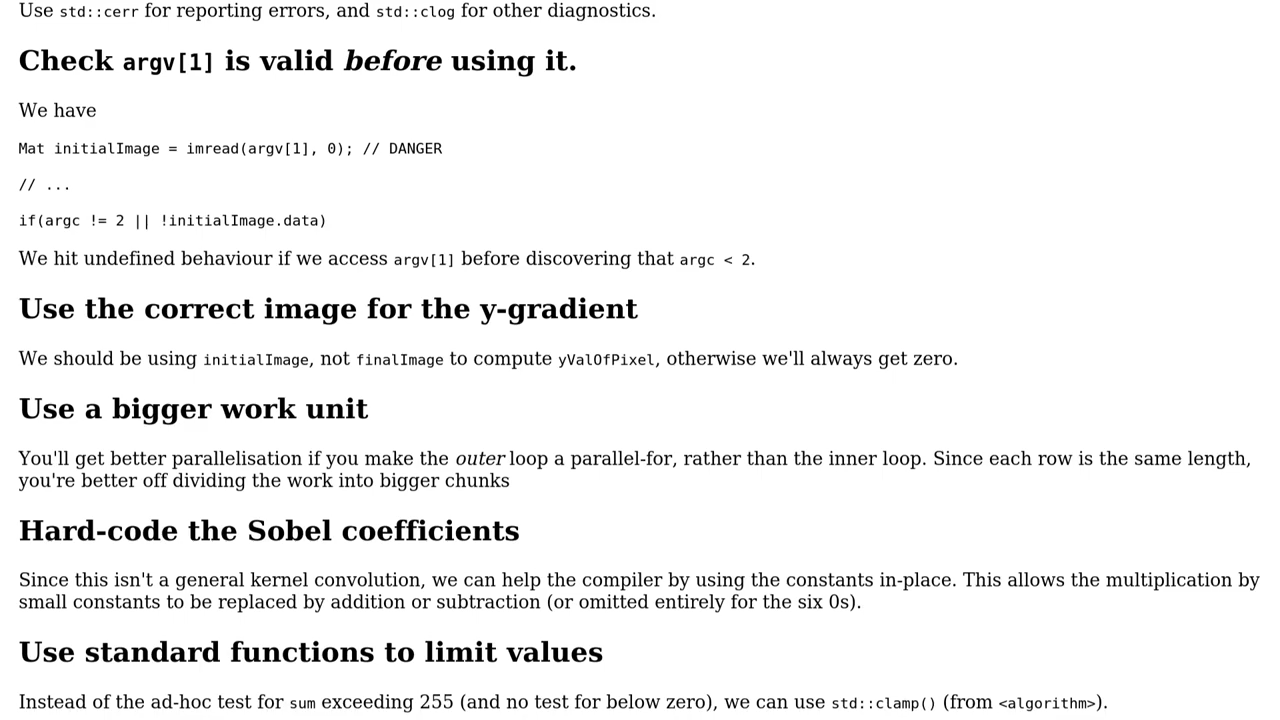 Use std::cerr for reporting errors, and std::clog for other diagnostics.
Check argv[1] is valid before using it.
We have
Mat initialImage = imread(argv[1], 0); // DANGER
// ...
if(argc != 2 || !initialImage.data)
We hit undefined behaviour if we access argv[1] before discovering that argc < 2.
Use the correct image for the y-gradient
We should be using initialImage, not finalImage to compute yValOfPixel, otherwise we'll always get zero.
Use a bigger work unit
You'll get better parallelisation if you make the outer loop a parallel-for, rather than the inner loop. Since each row is the same length,
you're better off dividing the work into bigger chunks
Hard-code the Sobel coefficients
Since this isn't a general kernel convolution, we can help the compiler by using the constants in-place. This allows the multiplication by
small constants to be replaced by addition or subtraction (or omitted entirely for the six 0s).
Use standard functions to limit values
Instead of the ad-hoc test for sum exceeding 255 (and no test for below zero), we can use std::clamp() (from <algorithm>).